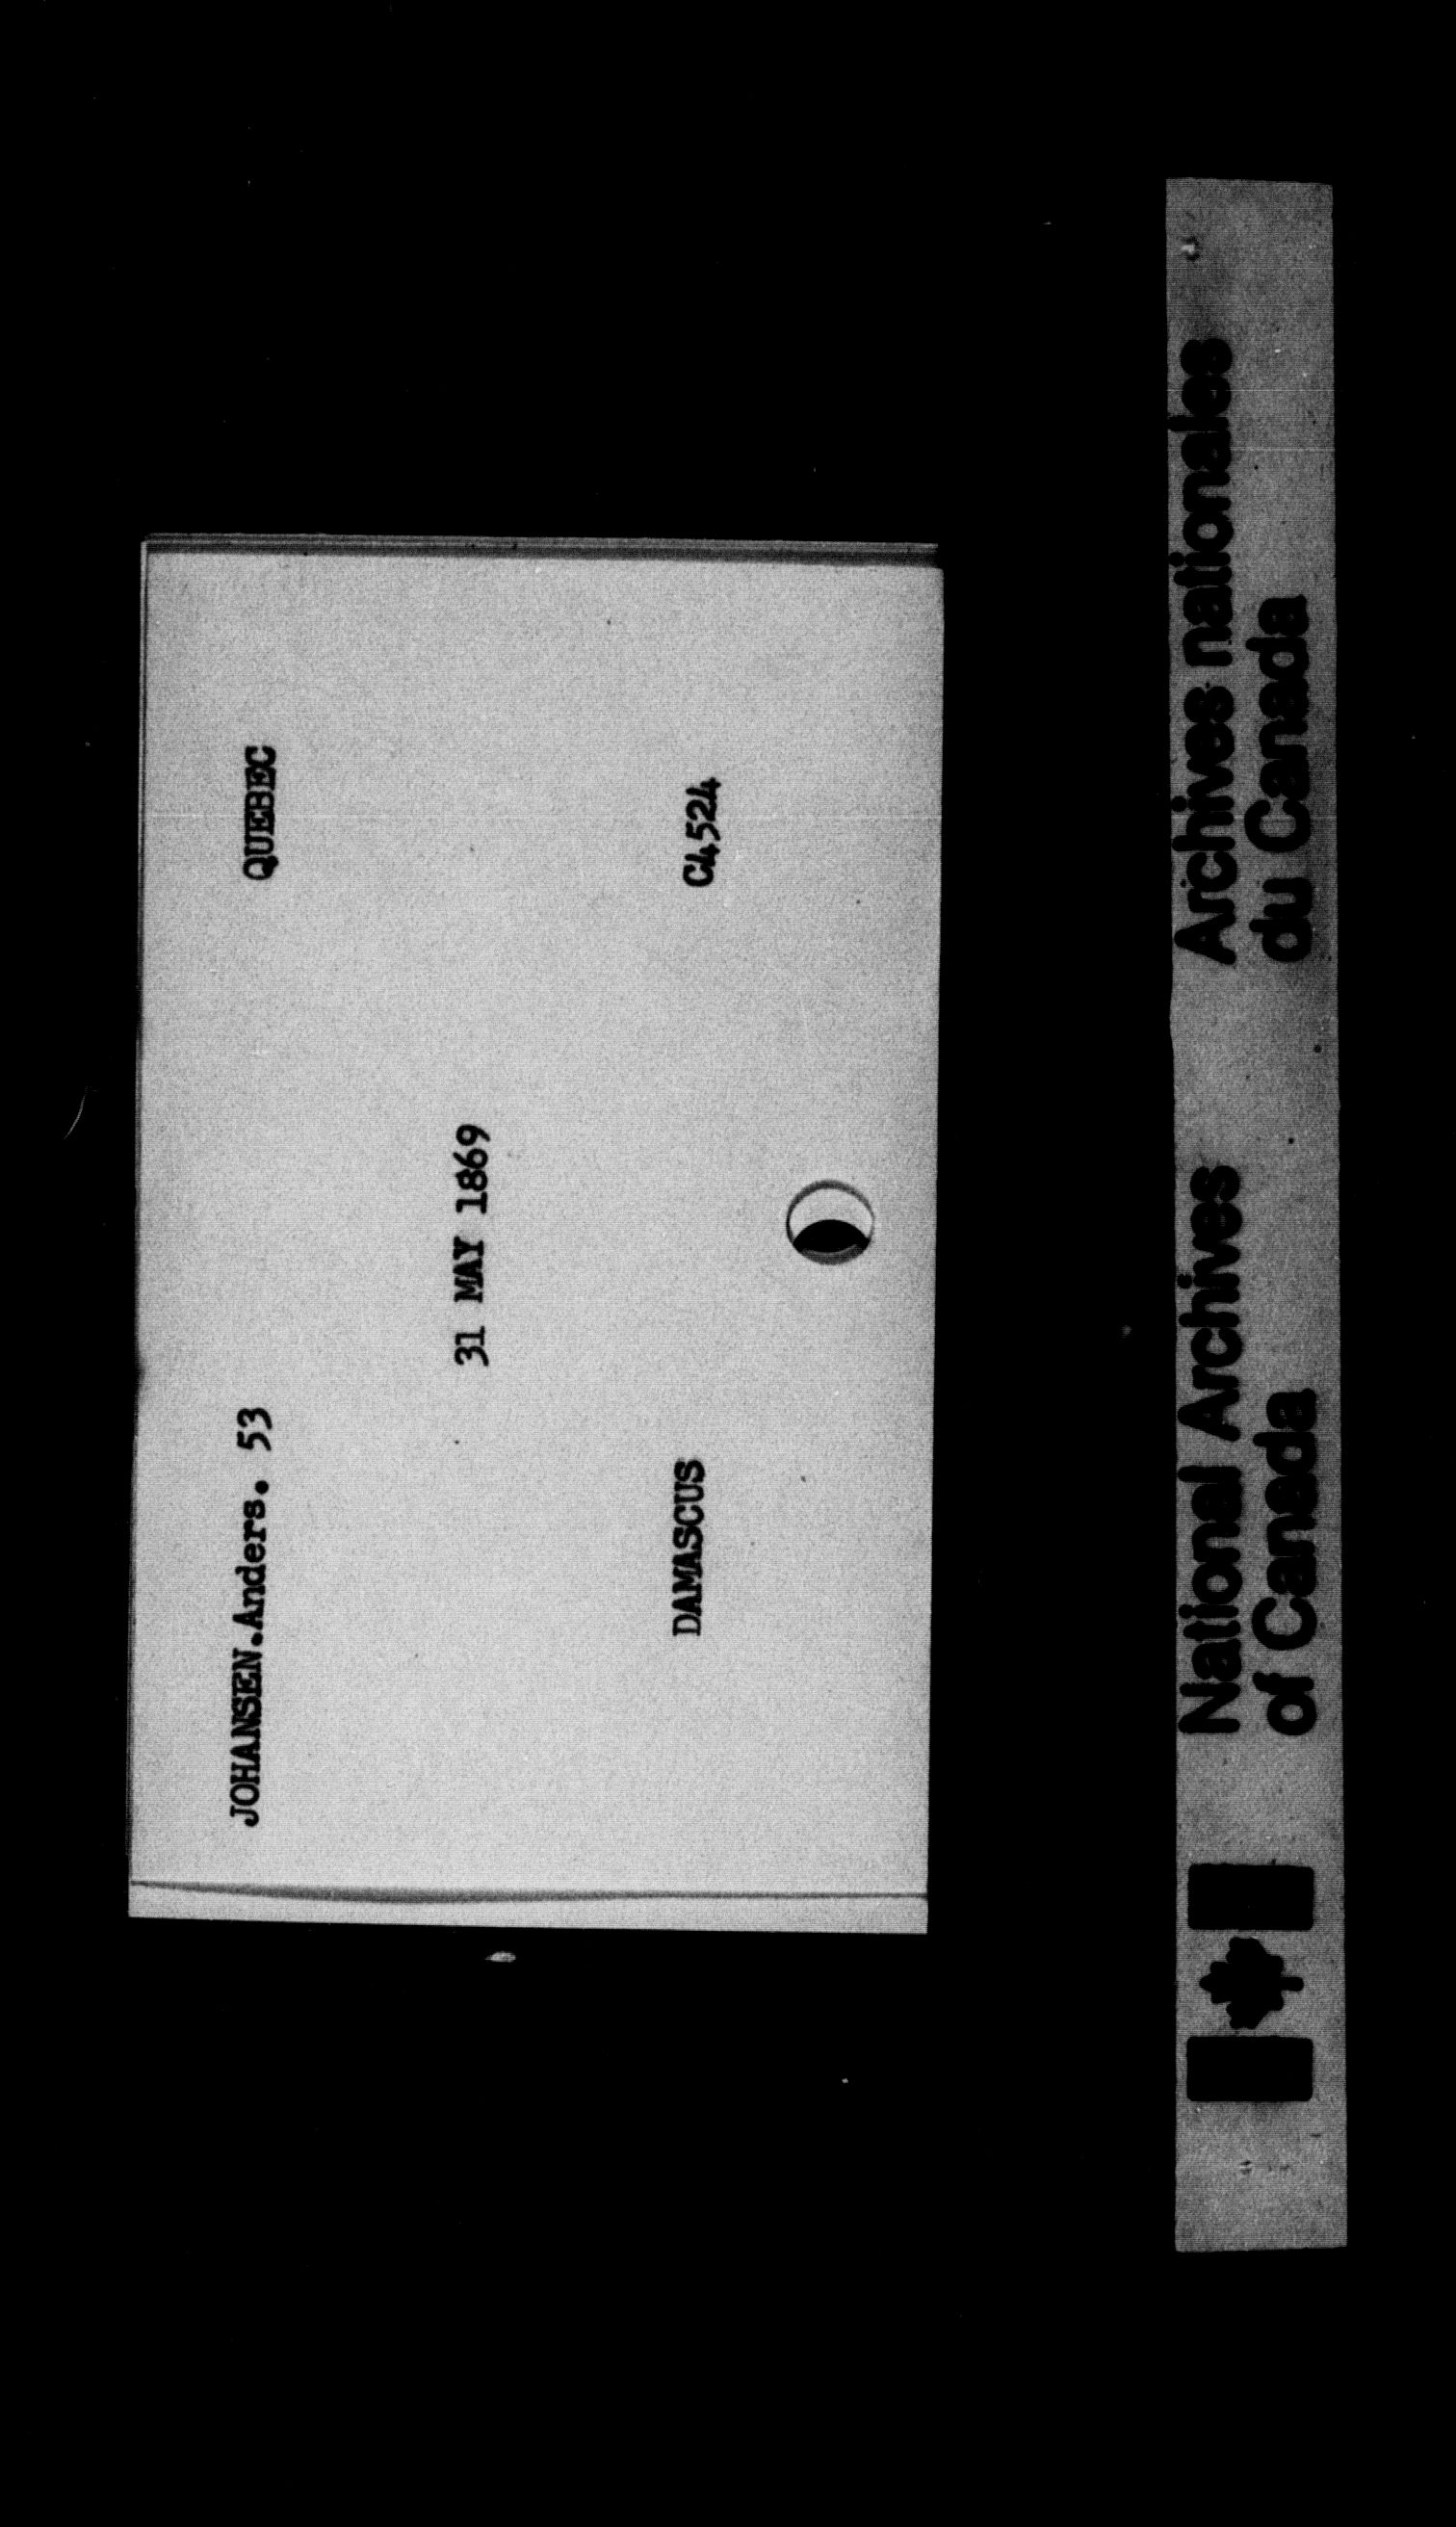 JOHANSEN.Anders. 53 QUEBEC
31 MAY 1869
DAMASCUS C4524
National Archives Archives nationales
of Canada du Canada